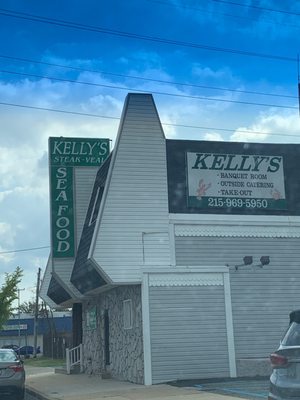 KELLY'S
STEAK·VEAL
SEAFOOD
KELLY'S
· BANQUET ROOM
· OUTSIDE CATERING
· TAKE-OUT
215-969-5950